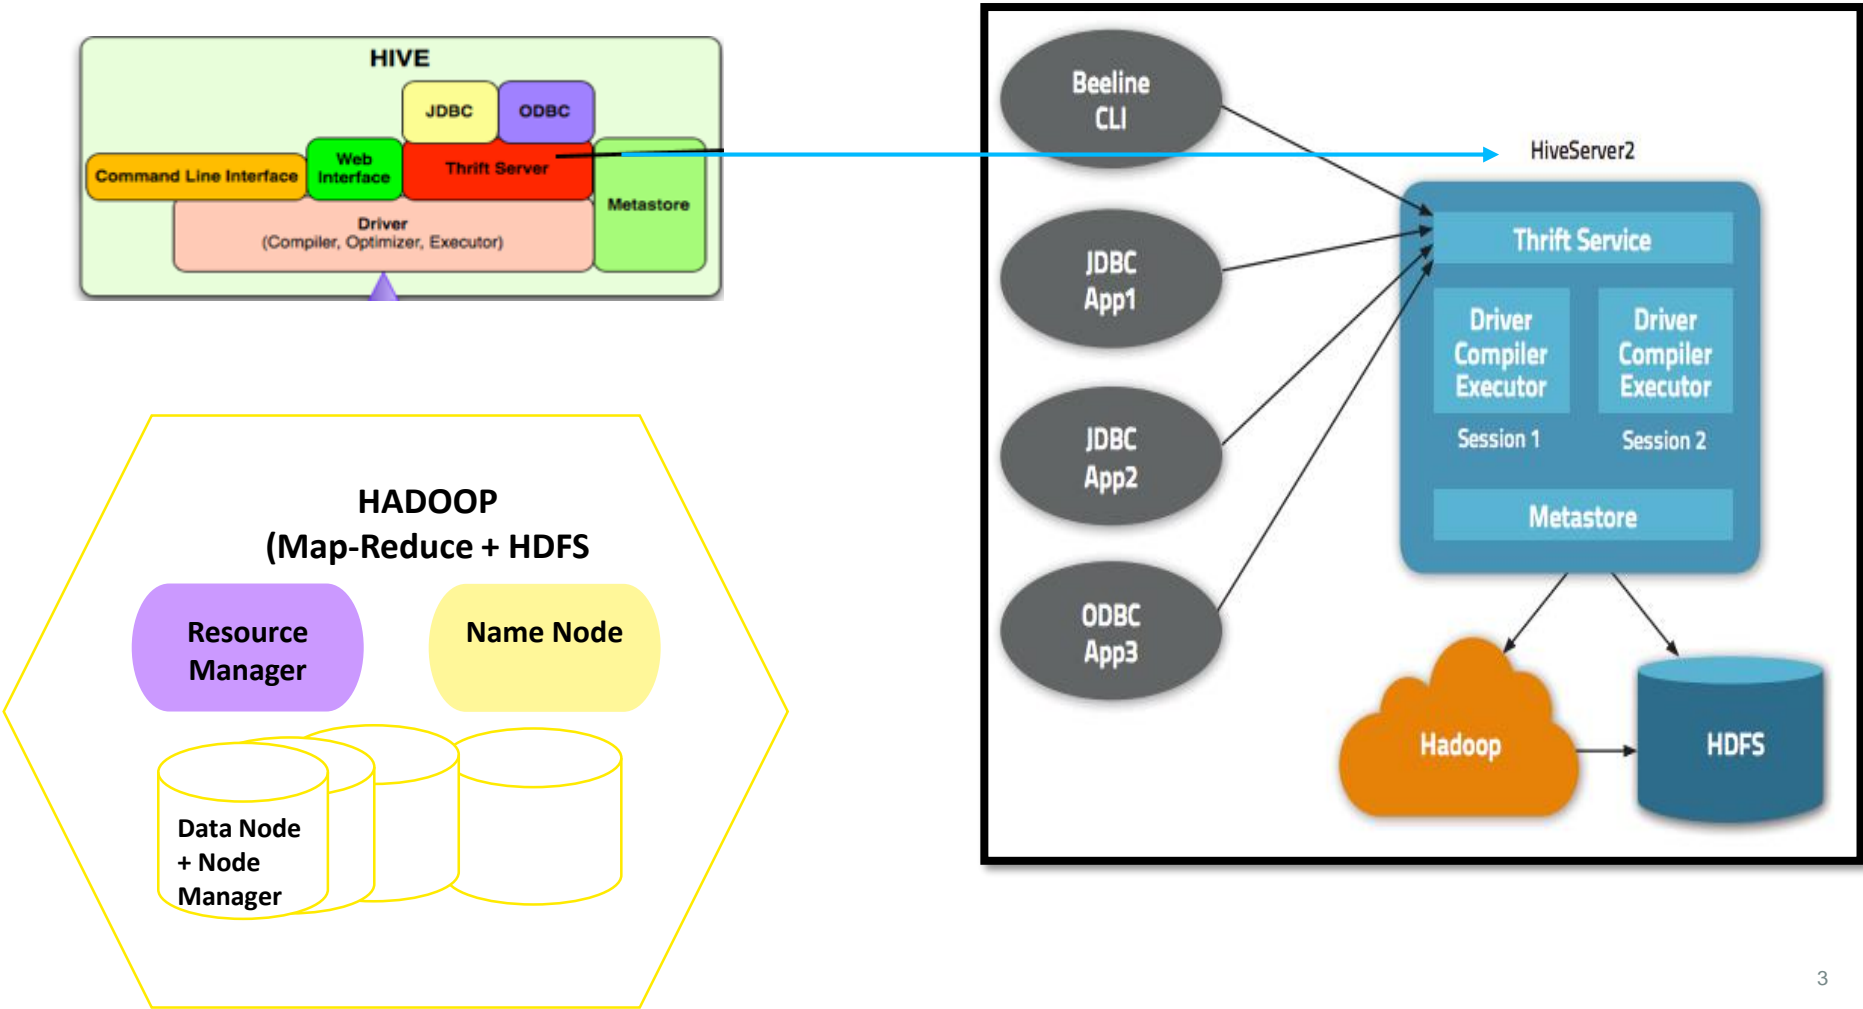 HIVE
JDBC
ODBC
Command Line Interface
Web
Interface
Thrift Server
Metastore
Driver
(Compiler, Optimizer, Executor)
HADOOP
(Map-Reduce + HDFS
Resource
Manager
Name Node
Data Node
+ Node
Manager
Beeline
CLI
JDBC
App1
JDBC
App2
ODBC
App3
HiveServer2
Thrift Service
Driver
Compiler
Executor
Session 1
Driver
Compiler
Executor
Session 2
Metastore
Hadoop
HDFS
3